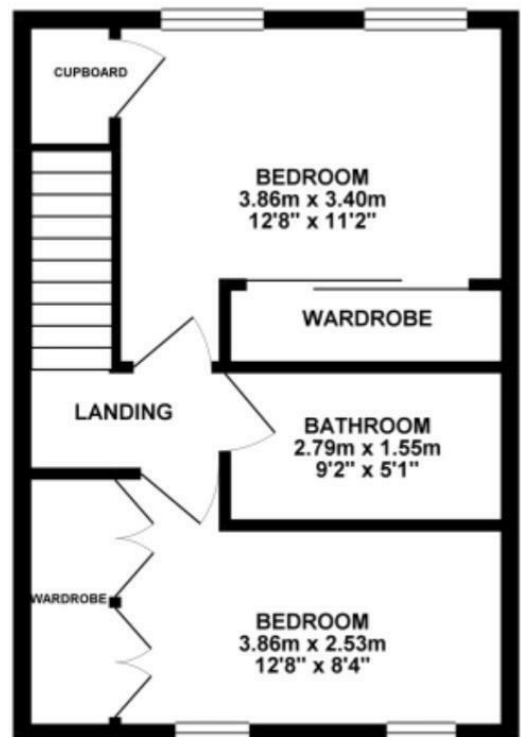 CUPBOARD
BEDROOM
3.86m x 3.40m
12'8" x 11'2"
WARDROBE
LANDING
BATHROOM
2.79m x 1.55m
9'2" x 5'1"
WARDROBE
BEDROOM
3.86m x 2.53m
12'8" x 8'4"